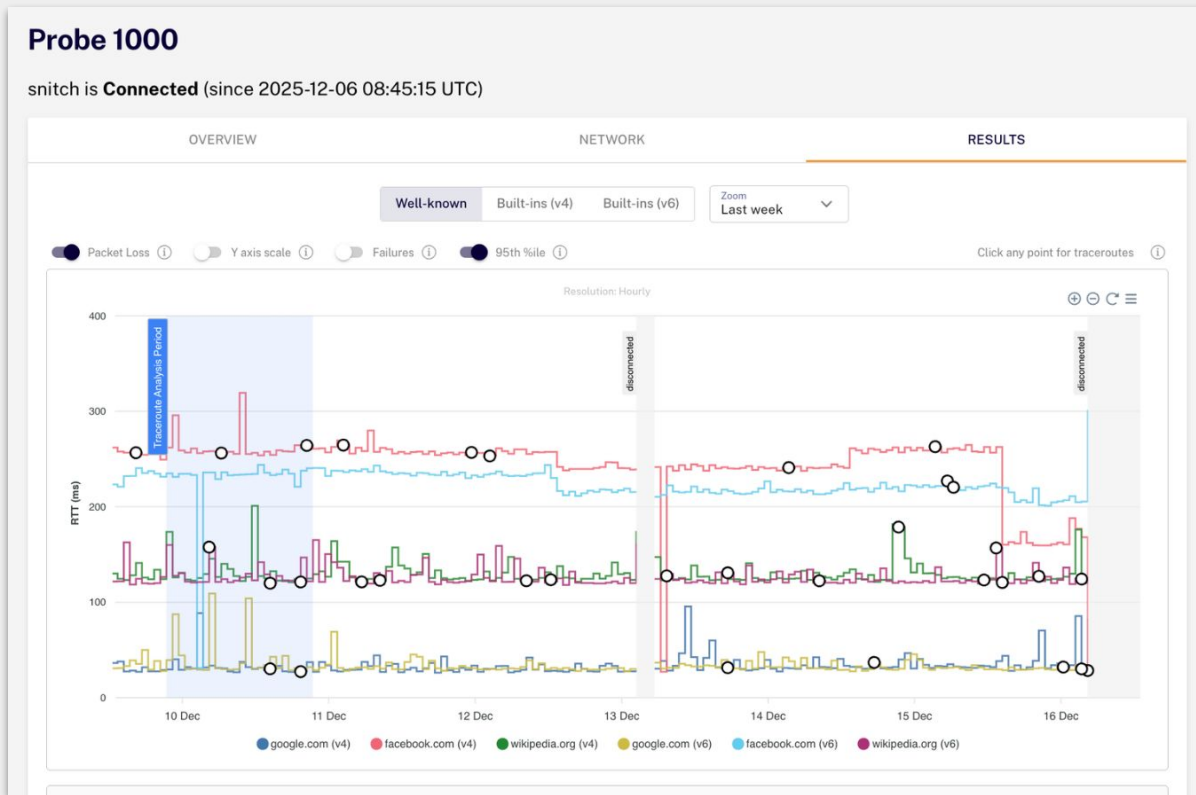 Probe 1000
snitch is Connected (since 2025-12-06 08:45:15 UTC)
OVERVIEW NETWORK RESULTS
Well-known Built-ins (v4) Built-ins (v6)
Zoom
Last week
Packet Loss Y axis scale Failures 95th %ile Click any point for traceroutes
Resolution: Hourly
400
300
200
100
0
RTT (ms)
Traceroute Analysis Period
disconnected
disconnected
10 Dec 11 Dec 12 Dec 13 Dec 14 Dec 15 Dec 16 Dec
google.com (v4) facebook.com (v4) wikipedia.org (v4) google.com (v6) facebook.com (v6) wikipedia.org (v6)